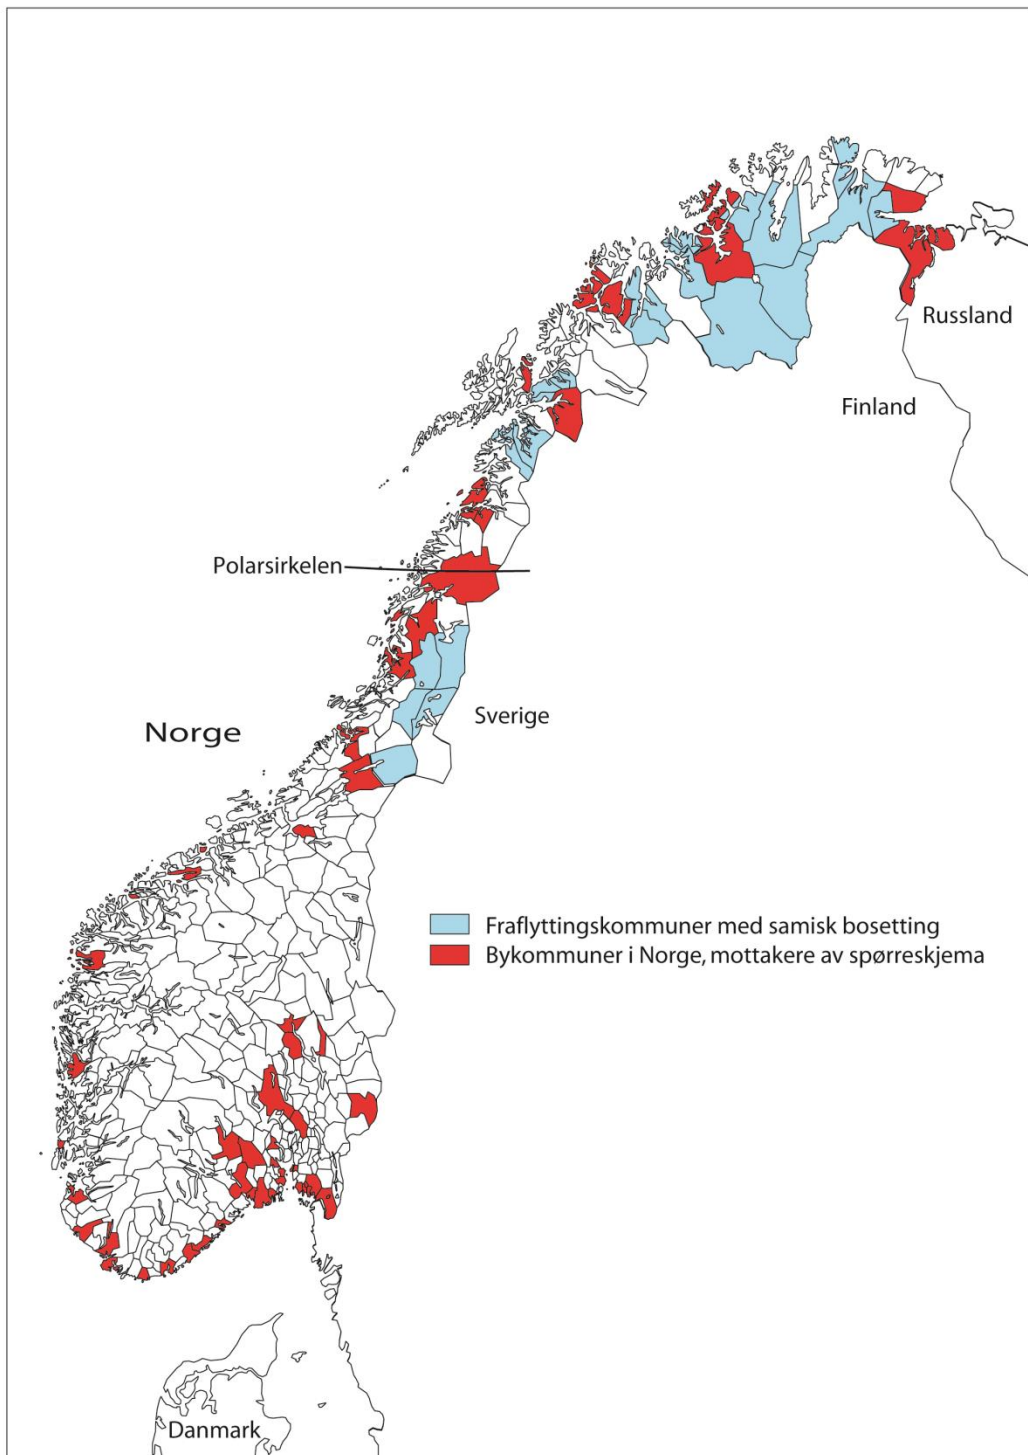 Russland
Finland
Polarsirkelen
Norge
Sverige
Fraflyttingskommuner med samisk bosetting
Bykommuner i Norge, mottakere av spørreskjema
Danmark